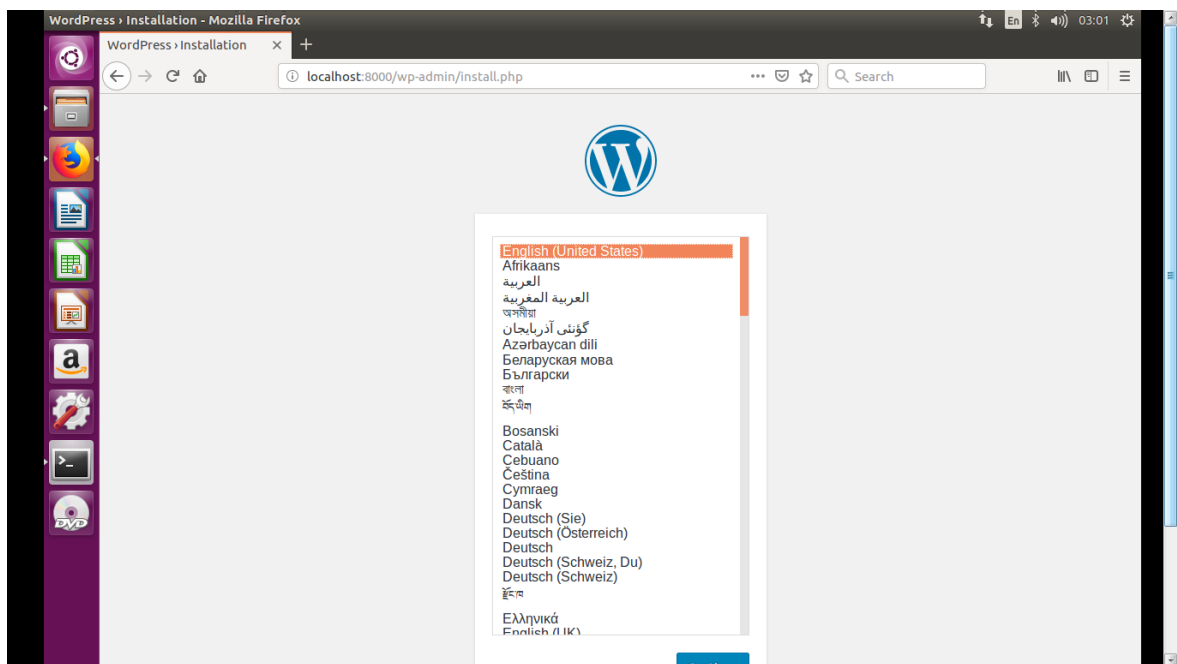 WordPress › Installation - Mozilla Firefox
En
03:01
WordPress › Installation
localhost:8000/wp-admin/install.php
Search
English (United States)
Afrikaans
العربية
العربية المغربية
অসমীয়া
گؤنئی آذربایجان
Azərbaycan dili
Беларуская мова
Български
বাংলা
བོད་ཡིག
Bosanski
Català
Cebuano
Čeština
Cymraeg
Dansk
Deutsch (Sie)
Deutsch (Österreich)
Deutsch
Deutsch (Schweiz, Du)
Deutsch (Schweiz)
རྫོང་ཁ
Ελληνικά
English (UK)
a
>_
DVD